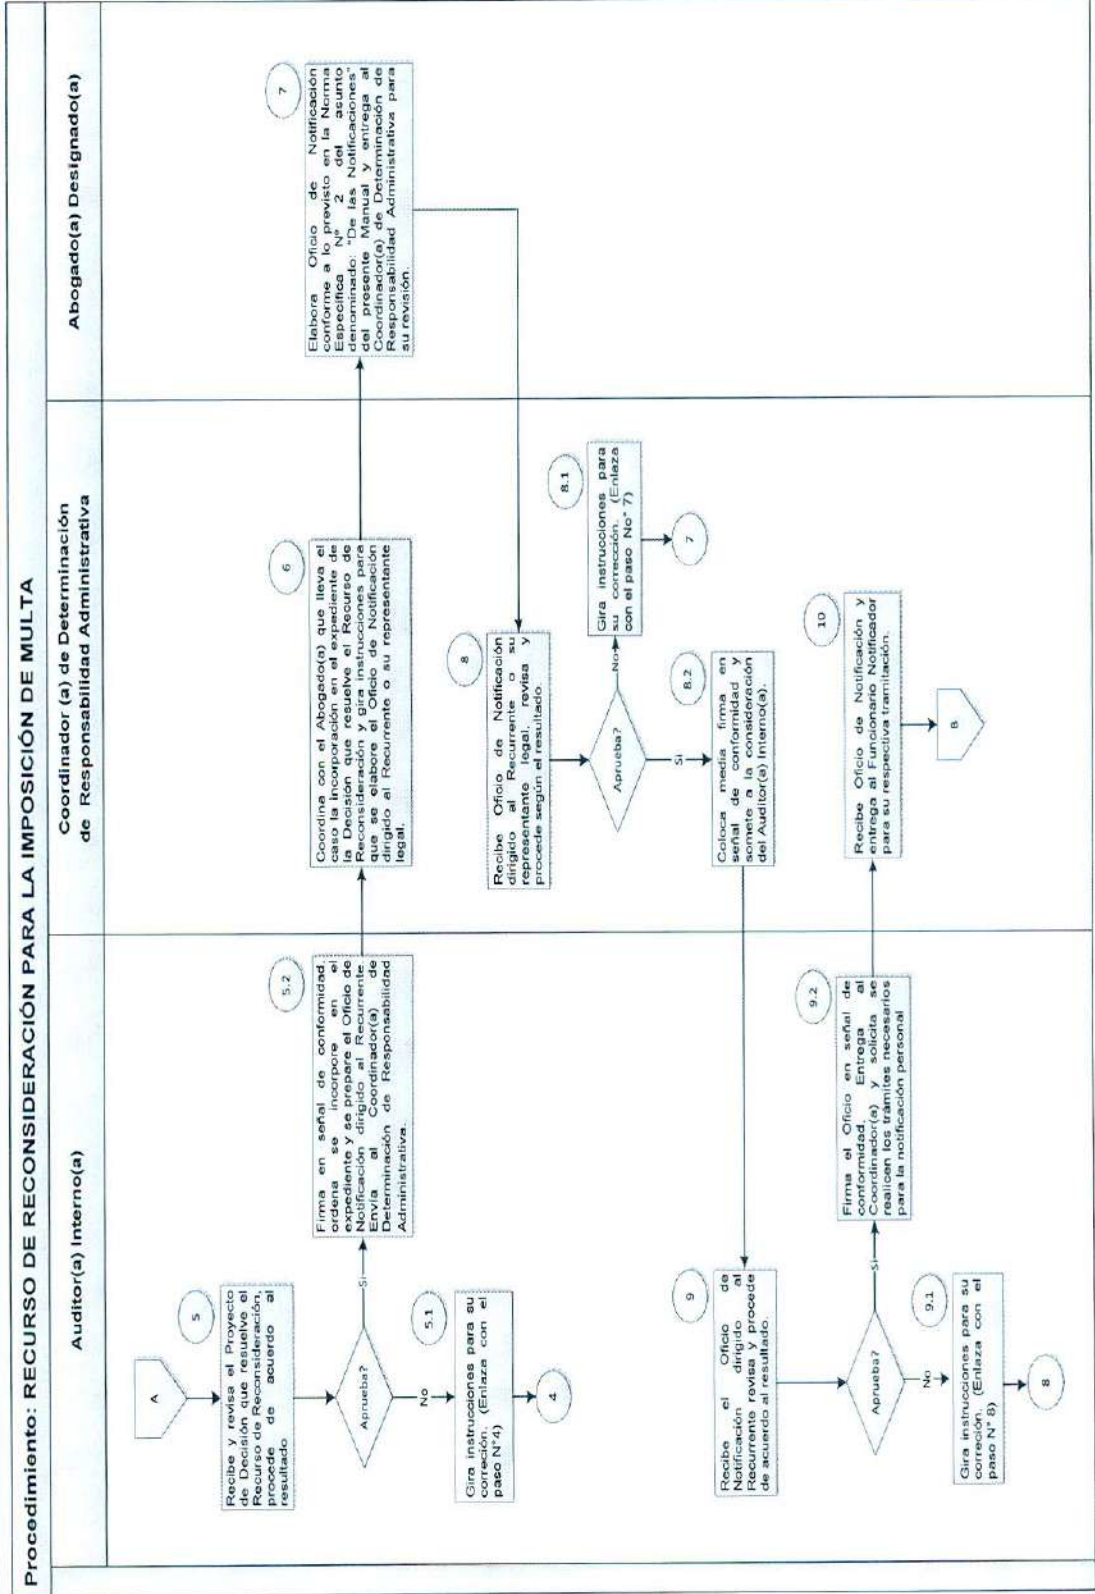 Procedimiento: RECURSO DE RECONSIDERACIÓN PARA LA IMPOSICIÓN DE MULTA
Auditor(a) Interno(a)
Coordinador (a) de Determinación
de Responsabilidad Administrativa
Abogado(a) Designado(a)
A
5
Recibe y revisa el Proyecto
de Decisión que resuelve el
Recurso de Reconsideración,
procede de acuerdo al
resultado
Aprueba?
Si
No
5.1
Gira instrucciones para su
correción. (Enlaza con el
paso N°4)
4
5.2
Firma en señal de conformidad,
ordena se incorpore en el
expediente y se prepare el Oficio de
Notificación dirigido al Recurrente.
Envía al Coordinador(a) de
Determinación de Responsabilidad
Administrativa.
6
Coordina con el Abogado(a) que lleva el
caso la incorporación en el expediente de
la Decisión que resuelve el Recurso de
Reconsideración y gira instrucciones para
que se elabore el Oficio de Notificación
dirigido al Recurrente o su representante
legal.
7
Elabora Oficio de Notificación
conforme a lo previsto en la Norma
Especifica Nº 2 del asunto
denominado: "De las Notificaciones"
del presente Manual y entrega al
Coordinador(a) de Determinación de
Responsabilidad Administrativa para
su revisión.
8
Recibe Oficio de Notificación
dirigido al Recurrente o su
representante legal, revisa y
procede según el resultado
Aprueba?
No
8.1
Gira instrucciones para
su corrección. (Enlaza
con el paso No° 7)
7
Si
8.2
Coloca media firma en
señal de conformidad y
somete a la consideración
del Auditor(a) Interno(a).
9
Recibe el Oficio de
Notificación dirigido al
Recurrente revisa y procede
de acuerdo al resultado.
Aprueba?
Si
No
9.1
Gira instrucciones para su
correción. (Enlaza con el
paso N° 8)
8
9.2
Firma el Oficio en señal de
conformidad. Entrega al
Coordinador(a) y solicita se
realicen los trámites necesarios
para la notificación personal
10
Recibe Oficio de Notificación y
entrega al Funcionario Notificador
para su respectiva tramitación.
B